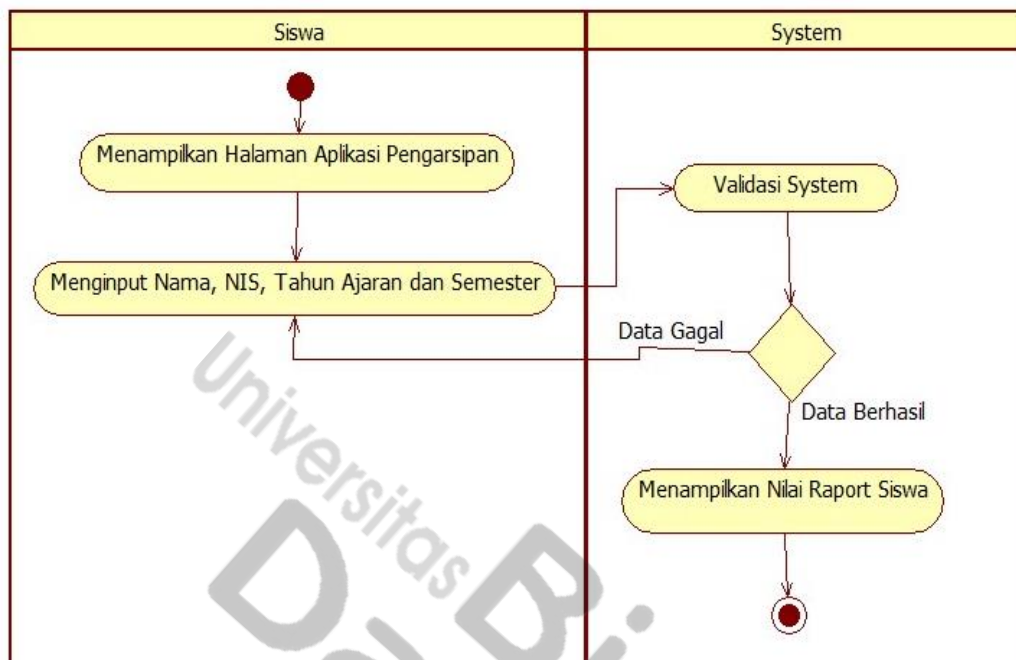 Siswa
System
Menampilkan Halaman Aplikasi Pengarsipan
Validasi System
Menginput Nama, NIS, Tahun Ajaran dan Semester
Data Gagal
Data Berhasil
Menampilkan Nilai Raport Siswa
Universitas